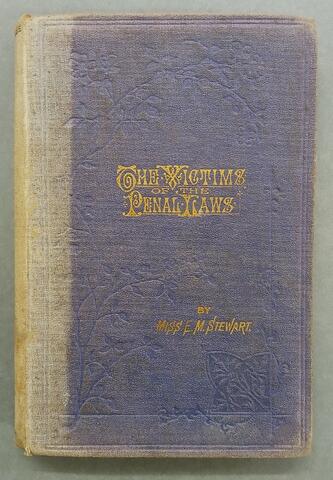 THE VICTIMS
OF THE
PENAL LAWS
BY
MISS E. M. STEWART.